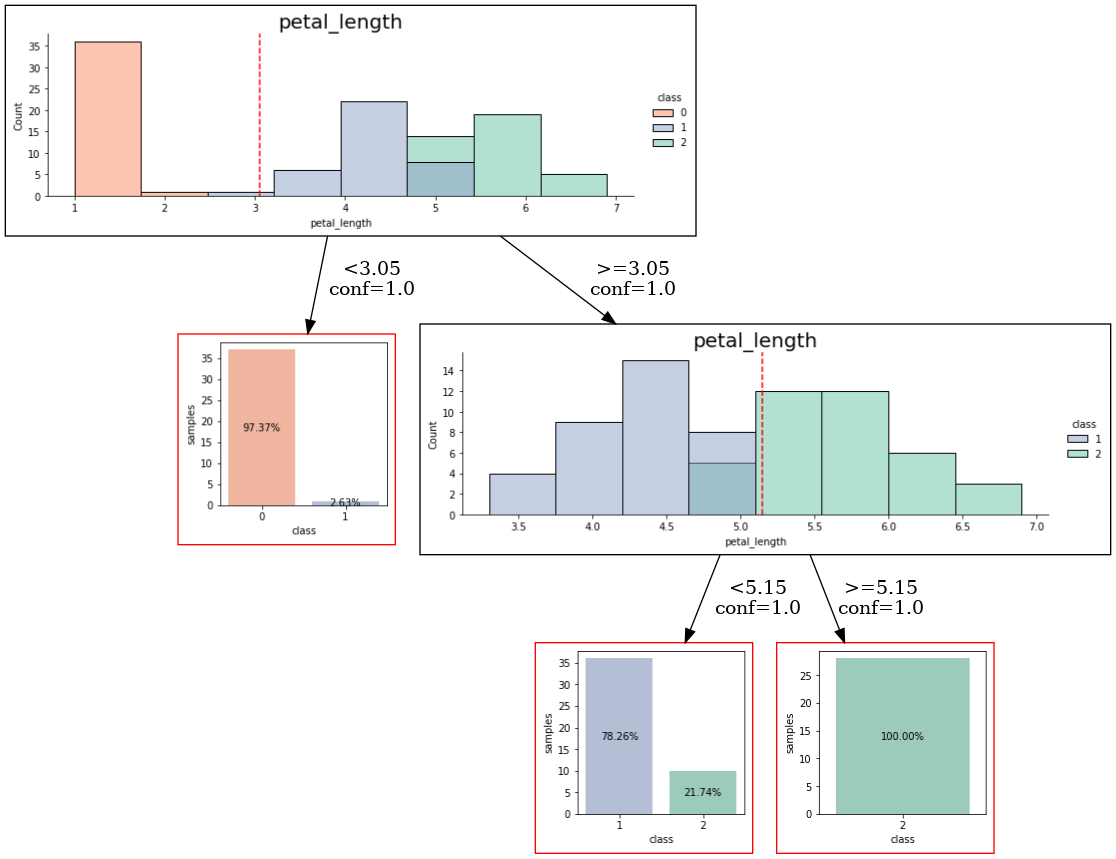 petal_length
Count
35
30
25
20
15
10
5
0
1 2 3 4 5 6 7
petal_length
class
0
1
2
<3.05
conf=1.0
>=3.05
conf=1.0
samples
35
30
25
20
15
10
5
0
97.37%
2.63%
0 1
class
petal_length
Count
14
12
10
8
6
4
2
0
3.5 4.0 4.5 5.0 5.5 6.0 6.5 7.0
petal_length
class
1
2
<5.15
conf=1.0
>=5.15
conf=1.0
samples
35
30
25
20
15
10
5
0
78.26%
21.74%
1 2
class
samples
25
20
15
10
5
0
100.00%
2
class